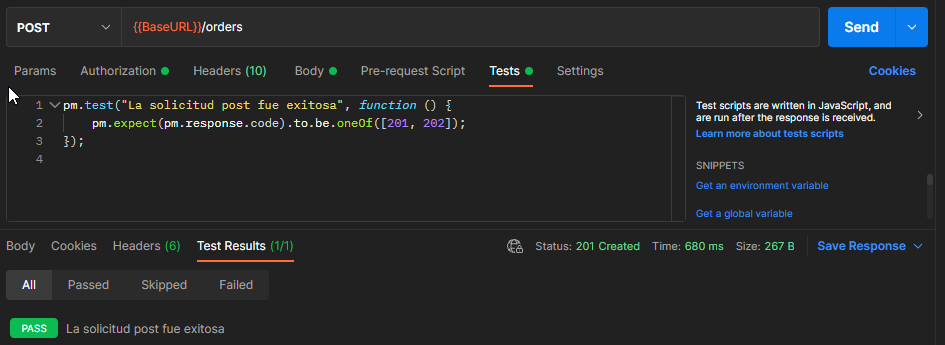 POST {{BaseURL}}/orders Send
Params Authorization Headers (10) Body Pre-request Script Tests Settings Cookies
1 pm.test("La solicitud post fue exitosa", function () {
2 pm.expect(pm.response.code).to.be.oneOf([201, 202]);
3 });
4
Test scripts are written in JavaScript, and
are run after the response is received.
Learn more about tests scripts
SNIPPETS
Get an environment variable
Get a global variable
Body Cookies Headers (6) Test Results (1/1) Status: 201 Created Time: 680 ms Size: 267 B Save Response
All Passed Skipped Failed
PASS La solicitud post fue exitosa